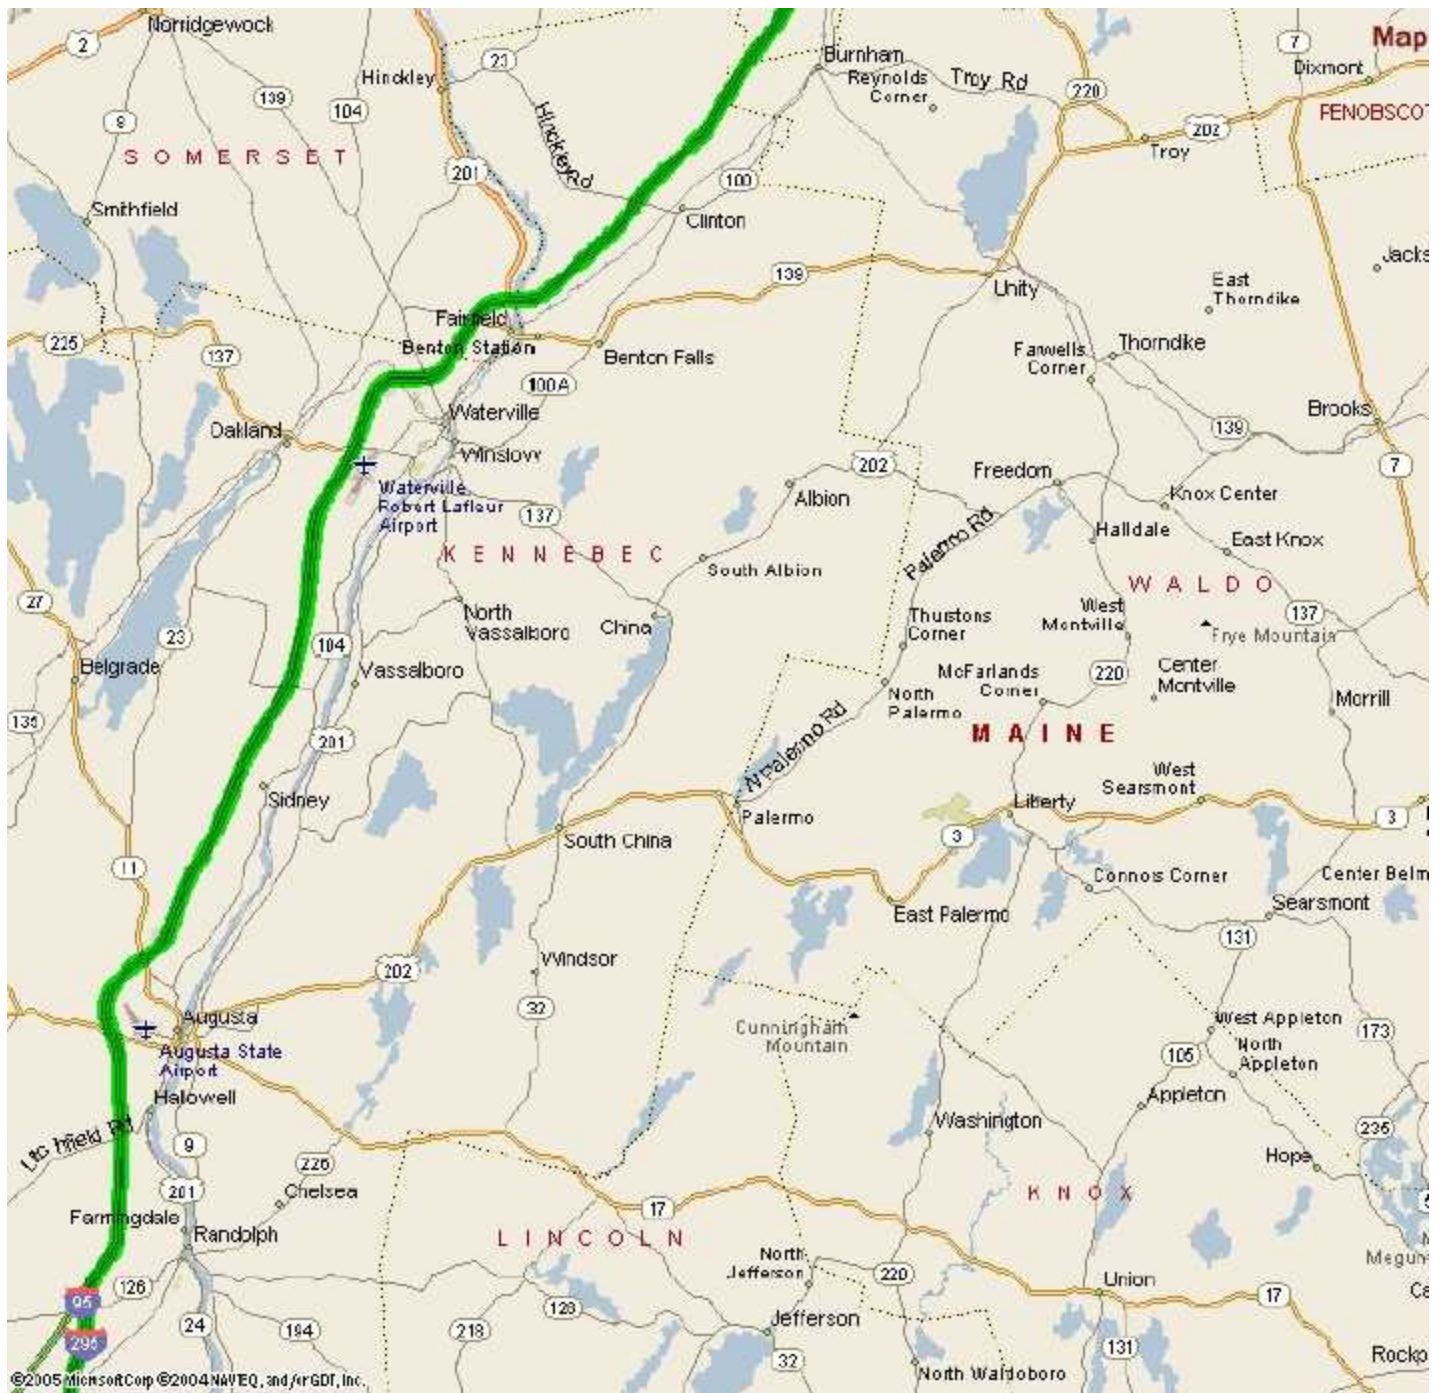 Norridgewock
Map
2
23
7
Burnham
Hinckley
Reynolds
Corner
Troy Rd
Dixmont
139
104
220
8
PENOBSCOT
202
SOMERSET
Hinckley Rd
Troy
201
100
Smithfield
Clinton
Jacks
139
Unity
East
Thorndike
Fairfield
225
137
Benton Station
Benton Falls
Farwells
Corner
Thorndike
100A
Waterville
Brooks
Oakland
139
Winslow
202
Freedom
7
Waterville
Robert Lafleur
Airport
Albion
Knox Center
137
Palermo Rd
Halldale
East Knox
KENNEBEC
South Albion
WALDO
27
North
Vassalboro
China
Thurstons
Corner
West
Montville
137
Frye Mountain
23
104
Belgrade
Vassalboro
McFarlands
Corner
220
Center
Montville
North
Palermo
Morrill
135
N Palermo Rd
MAINE
201
West
Searsmont
Sidney
Liberty
Palermo
3
3
South China
11
Connors Corner
Center Belm
East Palermo
Searsmont
131
Windsor
202
32
Augusta
Cunningham
Mountain
West Appleton
173
North
Appleton
105
Augusta State
Airport
Hallowell
Appleton
Washington
Litchfield Rd
9
235
226
Hope
201
Chelsea
KNOX
17
Farmingdale
Randolph
LINCOLN
North
Jefferson
Megun
220
126
Union
95
17
Ca
128
24
194
218
Jefferson
295
131
32
Rockp
North Waldoboro
©2005 Microsoft Corp ©2004 NAVTEQ, and/or GDT, Inc.